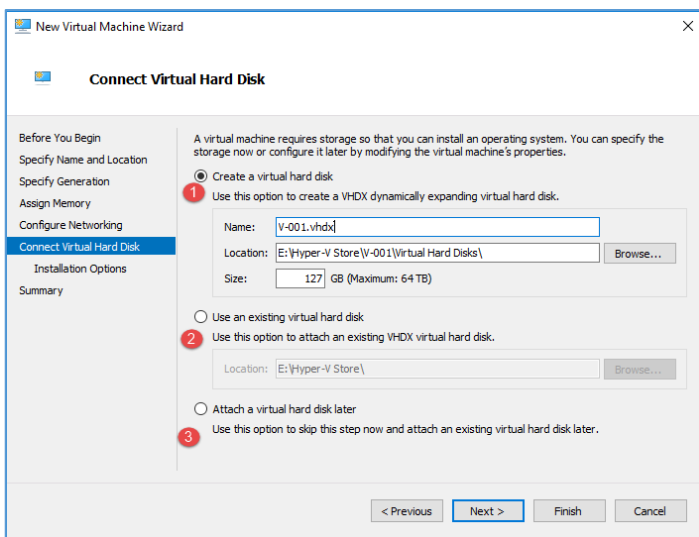 New Virtual Machine Wizard
Connect Virtual Hard Disk
Before You Begin
Specify Name and Location
Specify Generation
Assign Memory
Configure Networking
Connect Virtual Hard Disk
Installation Options
Summary
A virtual machine requires storage so that you can install an operating system. You can specify the
storage now or configure it later by modifying the virtual machine's properties.
Create a virtual hard disk
1
Use this option to create a VHDX dynamically expanding virtual hard disk.
Name: V-001.vhdx
Location: E:\Hyper-V Store\V-001\Virtual Hard Disks\ Browse...
Size: 127 GB (Maximum: 64 TB)
Use an existing virtual hard disk
2
Use this option to attach an existing VHDX virtual hard disk.
Location: E:\Hyper-V Store\ Browse...
Attach a virtual hard disk later
3
Use this option to skip this step now and attach an existing virtual hard disk later.
< Previous Next > Finish Cancel